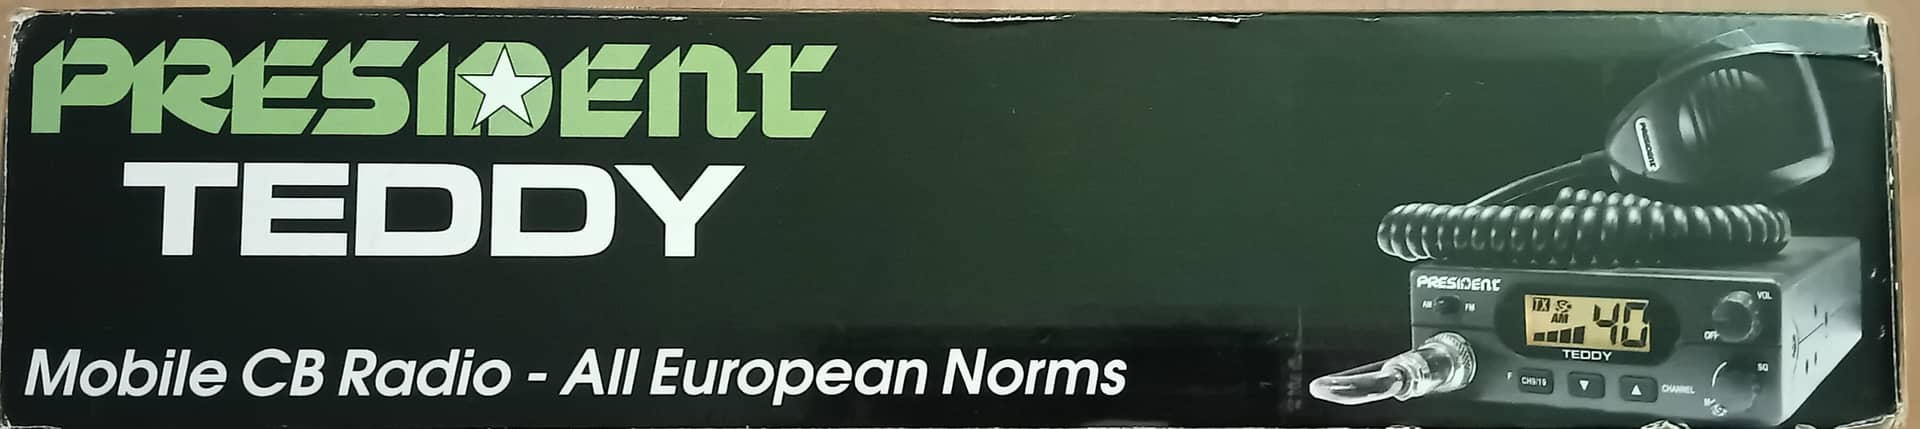 PRESIDENT
TEDDY
Mobile CB Radio - All European Norms
PRESIDENT
PRESIDENT
AM FM
TX
AM
40
TEDDY
VOL
OFF
SQ
F CH9/19 ▼ ▲ CHANNEL